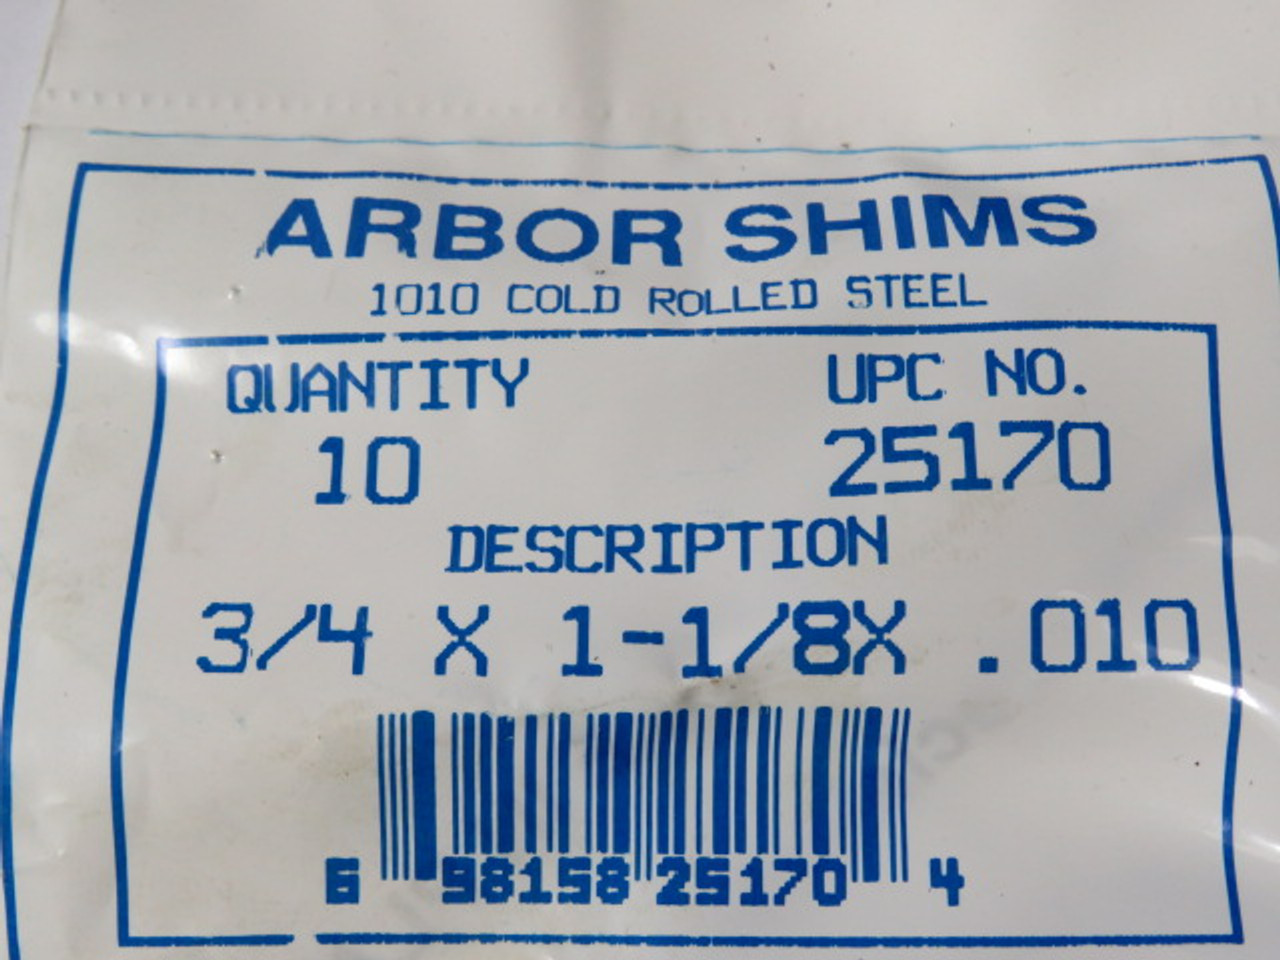 ARBOR SHIMS
1010 COLD ROLLED STEEL
QUANTITY UPC NO.
10 25170
DESCRIPTION
3/4 X 1-1/8X .010
6 98158 25170 4